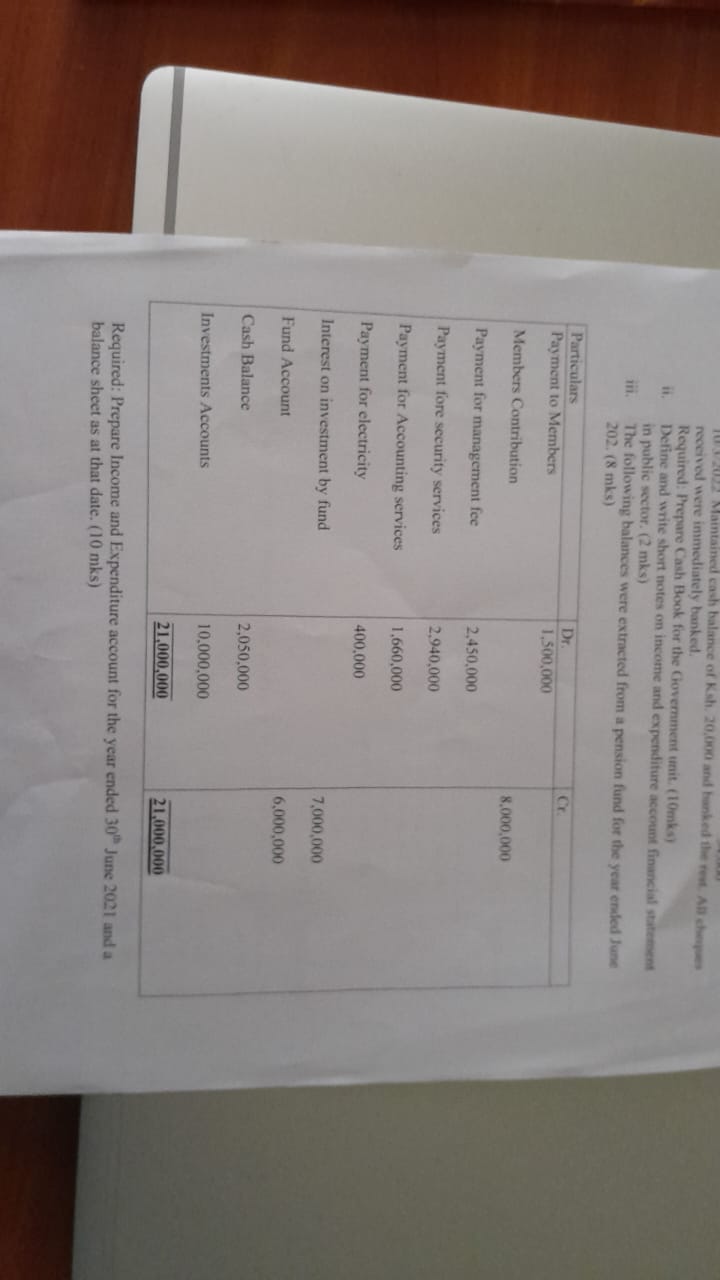 10.3.2022 Maintained cash balance of Ksh. 20,000 and banked the rest. All cheques
received were immediately banked.
Required: Prepare Cash Book for the Government unit. (10mks)
ii. Define and write short notes on income and expenditure account financial statement
in public sector. (2 mks)
iii. The following balances were extracted from a pension fund for the year ended June
202. (8 mks)
Particulars Dr. Cr.
Payment to Members 1,500,000
Members Contribution 8,000,000
Payment for management fee 2,450,000
Payment fore security services 2,940,000
Payment for Accounting services 1,660,000
Payment for electricity 400,000
Interest on investment by fund 7,000,000
Fund Account 6,000,000
Cash Balance 2,050,000
Investments Accounts 10,000,000
21,000,000 21,000,000
Required: Prepare Income and Expenditure account for the year ended 30th June 2021 and a
balance sheet as at that date. (10 mks)